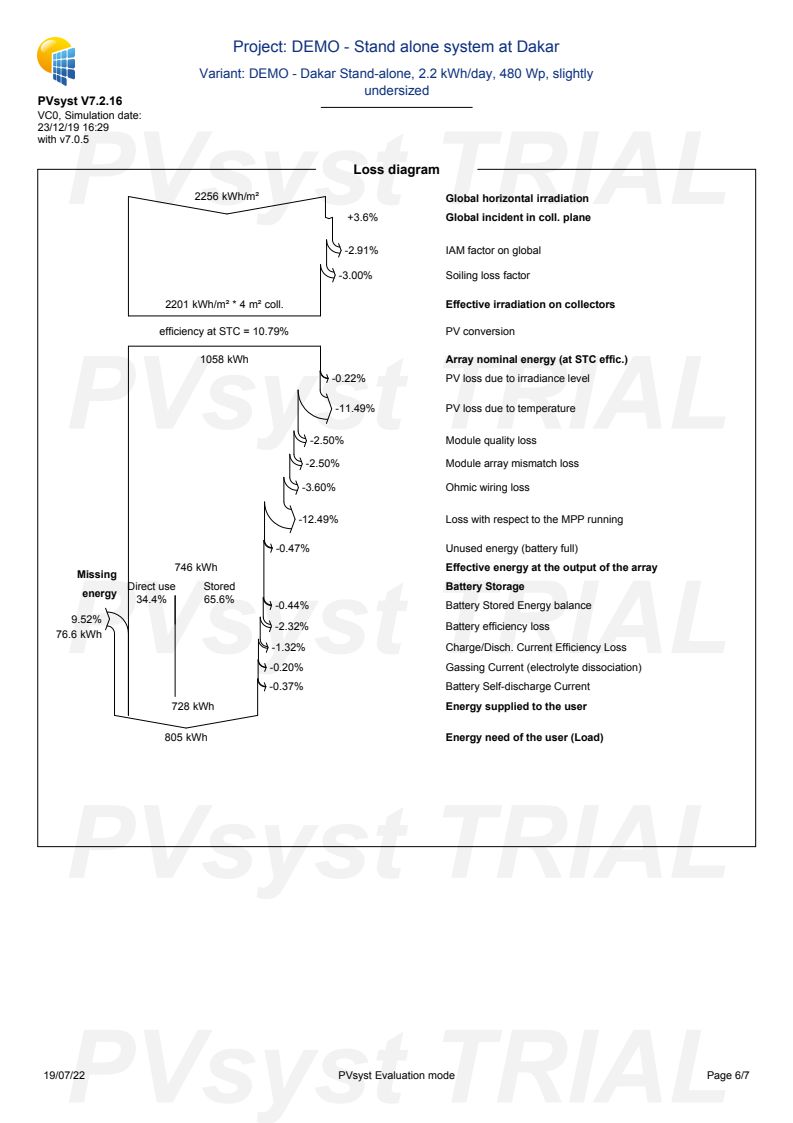 Project: DEMO - Stand alone system at Dakar
Variant: DEMO - Dakar Stand-alone, 2.2 kWh/day, 480 Wp, slightly
undersized
PVsyst V7.2.16
VC0, Simulation date:
23/12/19 16:29
with v7.0.5
PVsyst TRIAL
Loss diagram
2256 kWh/m² Global horizontal irradiation
+3.6% Global incident in coll. plane
-2.91% IAM factor on global
-3.00% Soiling loss factor
2201 kWh/m² * 4 m² coll. Effective irradiation on collectors
efficiency at STC = 10.79% PV conversion
1058 kWh Array nominal energy (at STC effic.)
-0.22% PV loss due to irradiance level
PVsyst TRIAL
-11.49% PV loss due to temperature
-2.50% Module quality loss
-2.50% Module array mismatch loss
-3.60% Ohmic wiring loss
-12.49% Loss with respect to the MPP running
-0.47% Unused energy (battery full)
746 kWh Effective energy at the output of the array
Missing
energy
Direct use Stored Battery Storage
34.4% 65.6% -0.44% Battery Stored Energy balance
PVsyst TRIAL
9.52%
76.6 kWh
-2.32% Battery efficiency loss
-1.32% Charge/Disch. Current Efficiency Loss
-0.20% Gassing Current (electrolyte dissociation)
-0.37% Battery Self-discharge Current
728 kWh Energy supplied to the user
805 kWh Energy need of the user (Load)
PVsyst TRIAL
PVsyst TRIAL
19/07/22 PVsyst Evaluation mode Page 6/7